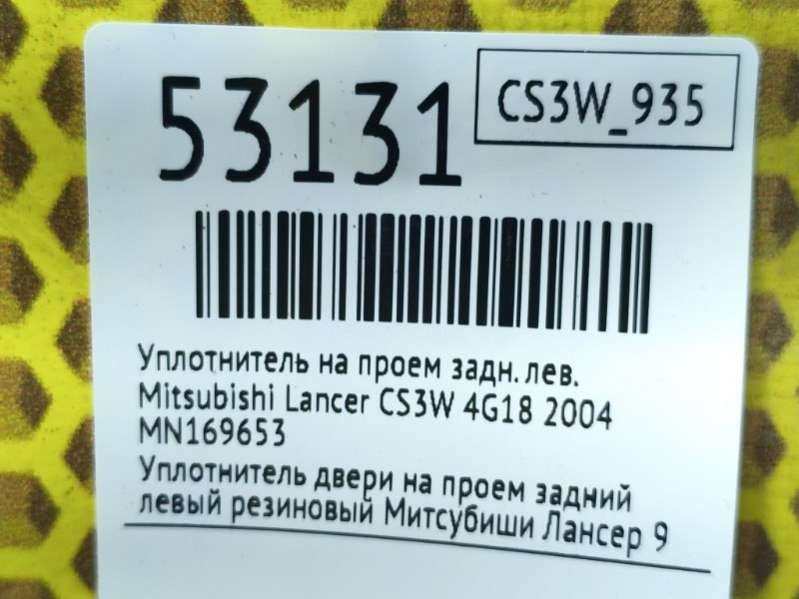 53131
CS3W_935
Уплотнитель на проем задн. лев.
Mitsubishi Lancer CS3W 4G18 2004
MN169653
Уплотнитель двери на проем задний
левый резиновый Митсубиши Лансер 9